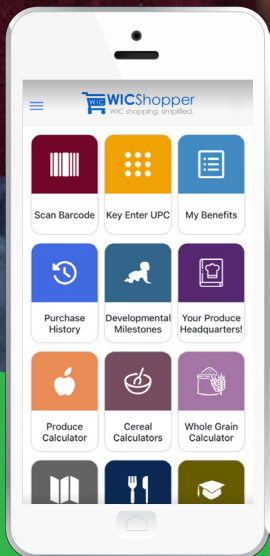 WIC WICShopper
WIC shopping, simplified.
Scan Barcode
Key Enter UPC
My Benefits
Purchase
History
Developmental
Milestones
Your Produce
Headquarters!
Produce
Calculator
Cereal
Calculators
Whole Grain
Calculator